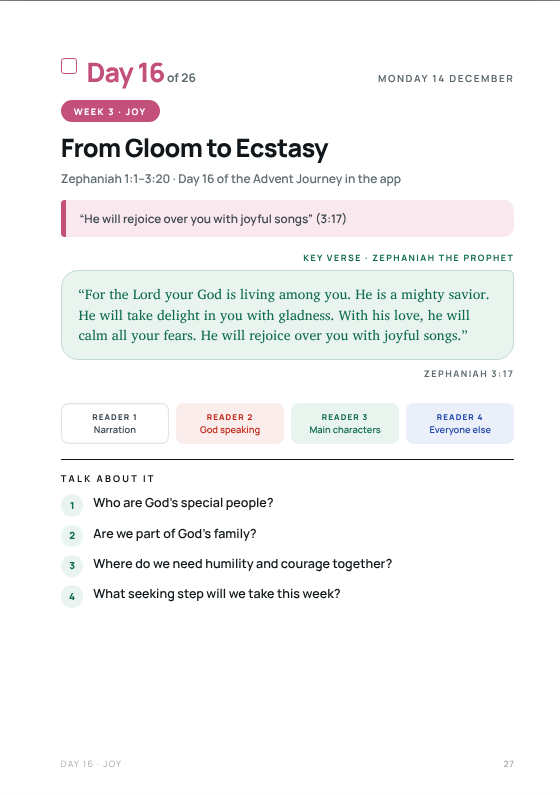 Day 16 of 26
MONDAY 14 DECEMBER
WEEK 3 · JOY
From Gloom to Ecstasy
Zephaniah 1:1–3:20 · Day 16 of the Advent Journey in the app
“He will rejoice over you with joyful songs” (3:17)
KEY VERSE · ZEPHANIAH THE PROPHET
“For the Lord your God is living among you. He is a mighty savior.
He will take delight in you with gladness. With his love, he will
calm all your fears. He will rejoice over you with joyful songs.”
ZEPHANIAH 3:17
READER 1
Narration
READER 2
God speaking
READER 3
Main characters
READER 4
Everyone else
TALK ABOUT IT
1 Who are God’s special people?
2 Are we part of God’s family?
3 Where do we need humility and courage together?
4 What seeking step will we take this week?
DAY 16 · JOY
27